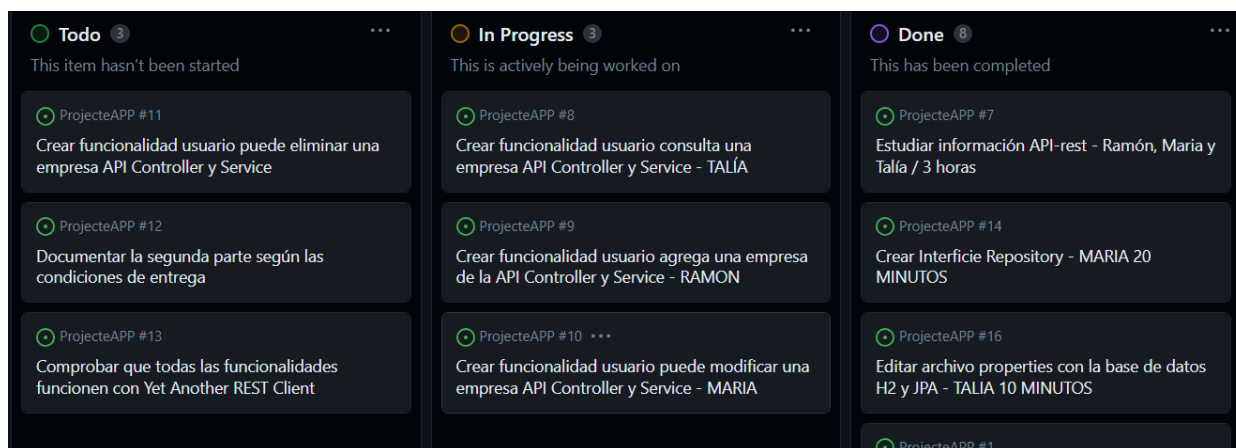 Todo 3
This item hasn't been started
ProjecteAPP #11
Crear funcionalidad usuario puede eliminar una
empresa API Controller y Service
ProjecteAPP #12
Documentar la segunda parte según las
condiciones de entrega
ProjecteAPP #13
Comprobar que todas las funcionalidades
funcionen con Yet Another REST Client
In Progress 3
This is actively being worked on
ProjecteAPP #8
Crear funcionalidad usuario consulta una
empresa API Controller y Service - TALÍA
ProjecteAPP #9
Crear funcionalidad usuario agrega una empresa
de la API Controller y Service - RAMON
ProjecteAPP #10
Crear funcionalidad usuario puede modificar una
empresa API Controller y Service - MARIA
Done 8
This has been completed
ProjecteAPP #7
Estudiar información API-rest - Ramón, Maria y
Talía / 3 horas
ProjecteAPP #14
Crear Interficie Repository - MARIA 20
MINUTOS
ProjecteAPP #16
Editar archivo properties con la base de datos
H2 y JPA - TALIA 10 MINUTOS
ProjecteAPP #1